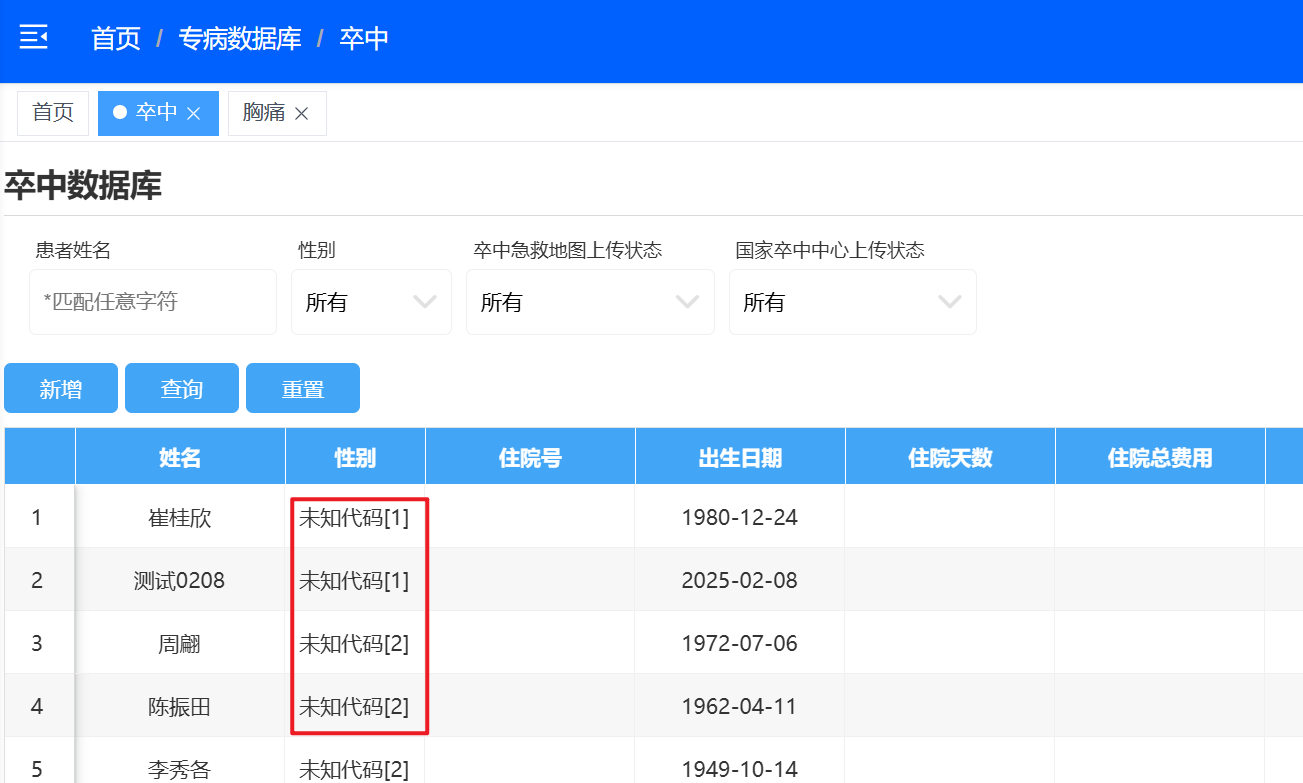 首页 / 专病数据库 / 卒中
首页 卒中 胸痛
卒中数据库
患者姓名 性别 卒中急救地图上传状态 国家卒中中心上传状态
*匹配任意字符 所有 所有 所有
新增 查询 重置
姓名 性别 住院号 出生日期 住院天数 住院总费用
1 崔桂欣 未知代码[1] 1980-12-24
2 测试0208 未知代码[1] 2025-02-08
3 周翩 未知代码[2] 1972-07-06
4 陈振田 未知代码[2] 1962-04-11
5 李秀各 未知代码[2] 1949-10-14